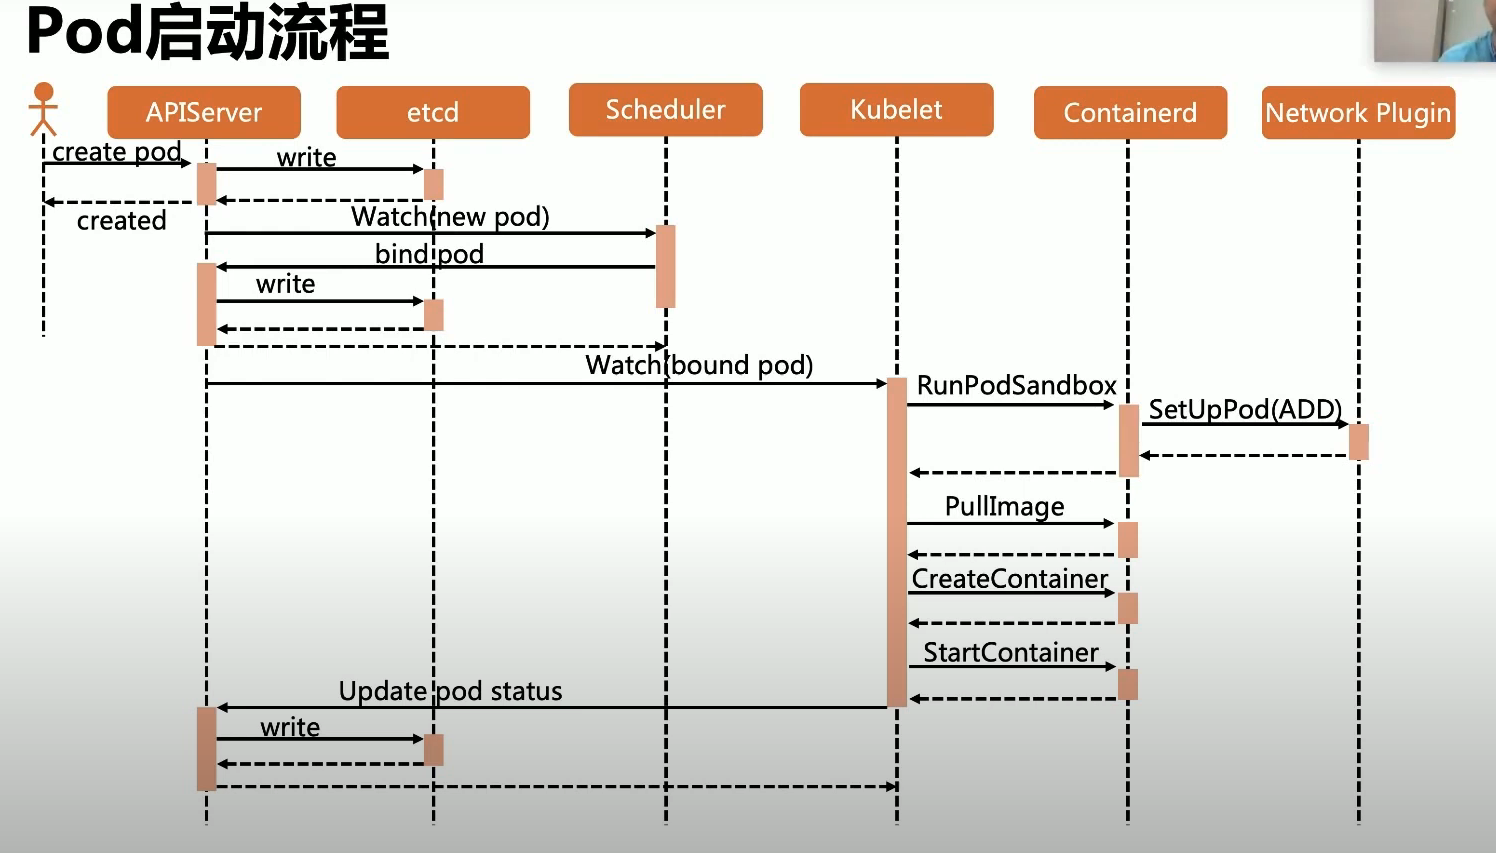 Pod启动流程
APIServer
etcd
Scheduler
Kubelet
Containerd
Network Plugin
create pod
write
created
Watch(new pod)
bind pod
write
Watch(bound pod)
RunPodSandbox
SetUpPod(ADD)
PullImage
CreateContainer
StartContainer
Update pod status
write